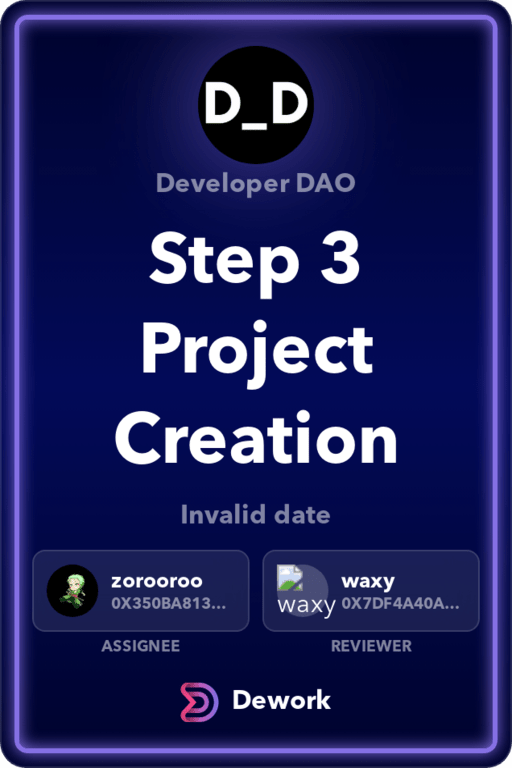 D_D
Developer DAO
Step 3
Project
Creation
Invalid date
zorooroo
0X350BA813...
waxy
waxy
0X7DF4A40A...
ASSIGNEE
REVIEWER
Dework